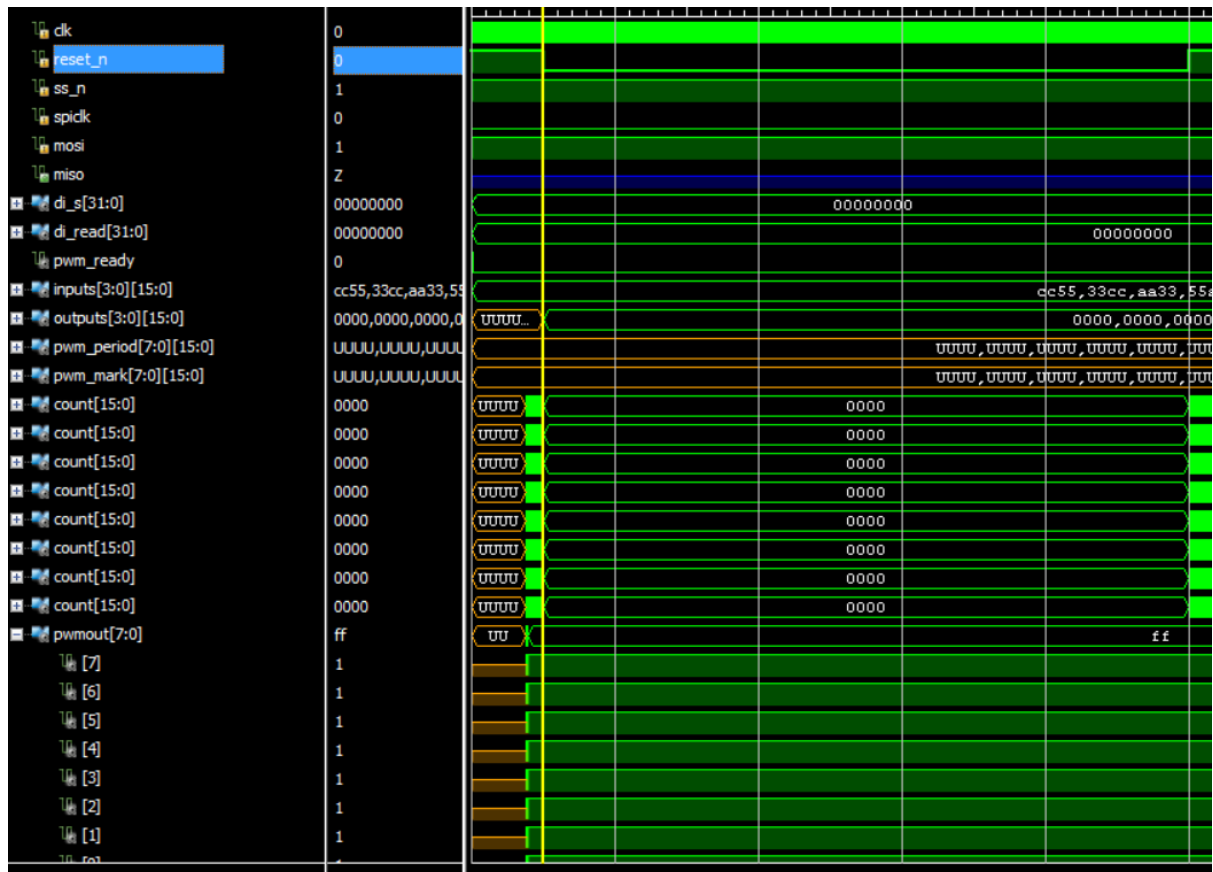 clk 0
reset_n 0
ss_n 1
spiclk 0
mosi 1
miso Z
di_s[31:0] 00000000 00000000
di_read[31:0] 00000000 00000000
pwm_ready 0
inputs[3:0][15:0] cc55,33cc,aa33,55 cc55,33cc,aa33,55a
outputs[3:0][15:0] 0000,0000,0000,0 UUUU... 0000,0000,0000
pwm_period[7:0][15:0] UUUU,UUUU,UUUU UUUU,UUUU,UUUU,UUUU,UUUU,UUU
pwm_mark[7:0][15:0] UUUU,UUUU,UUUU UUUU,UUUU,UUUU,UUUU,UUUU,UUU
count[15:0] 0000 UUUU 0000
count[15:0] 0000 UUUU 0000
count[15:0] 0000 UUUU 0000
count[15:0] 0000 UUUU 0000
count[15:0] 0000 UUUU 0000
count[15:0] 0000 UUUU 0000
count[15:0] 0000 UUUU 0000
count[15:0] 0000 UUUU 0000
pwmout[7:0] ff UU ff
[7] 1
[6] 1
[5] 1
[4] 1
[3] 1
[2] 1
[1] 1